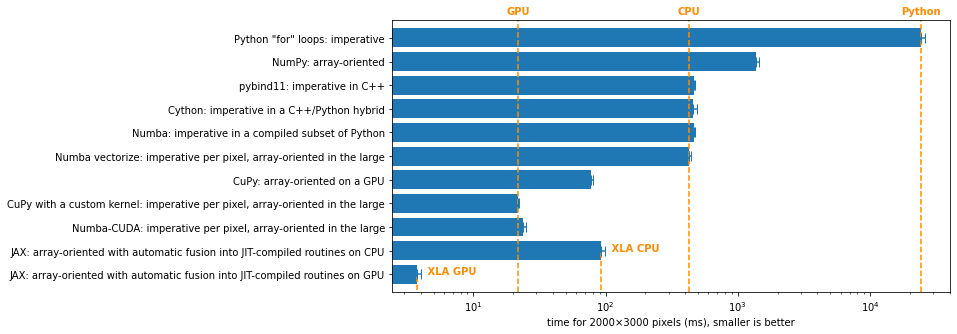 GPU CPU Python
Python "for" loops: imperative
NumPy: array-oriented
pybind11: imperative in C++
Cython: imperative in a C++/Python hybrid
Numba: imperative in a compiled subset of Python
Numba vectorize: imperative per pixel, array-oriented in the large
CuPy: array-oriented on a GPU
CuPy with a custom kernel: imperative per pixel, array-oriented in the large
Numba-CUDA: imperative per pixel, array-oriented in the large
JAX: array-oriented with automatic fusion into JIT-compiled routines on CPU XLA CPU
JAX: array-oriented with automatic fusion into JIT-compiled routines on GPU XLA GPU
10¹ 10² 10³ 10⁴
time for 2000×3000 pixels (ms), smaller is better